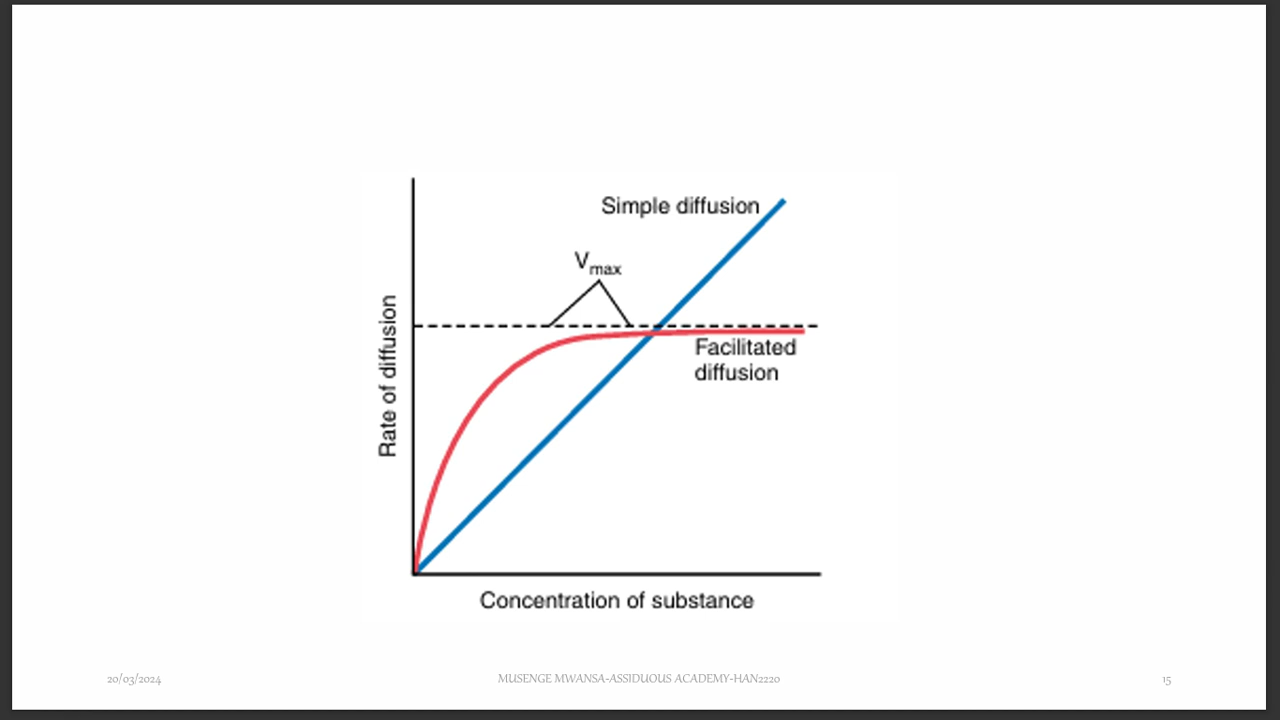 Simple diffusion
Vmax
Facilitated
diffusion
Rate of diffusion
Concentration of substance
20/03/2024
MUSENGE MWANSA-ASSIDUOUS ACADEMY-HAN2220
15